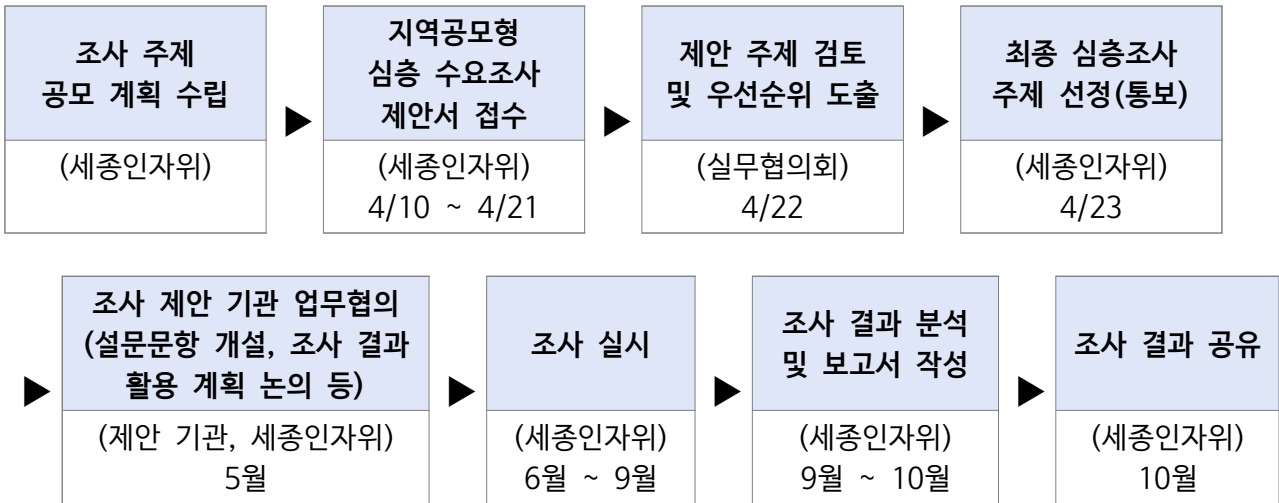 조사 주제
공모 계획 수립
(세종인자위)
▶
지역공모형
심층 수요조사
제안서 접수
(세종인자위)
4/10 ~ 4/21
▶
제안 주제 검토
및 우선순위 도출
(실무협의회)
4/22
▶
최종 심층조사
주제 선정(통보)
(세종인자위)
4/23
▶
조사 제안 기관 업무협의
(설문문항 개설, 조사 결과
활용 계획 논의 등)
(제안 기관, 세종인자위)
5월
▶
조사 실시
(세종인자위)
6월 ~ 9월
▶
조사 결과 분석
및 보고서 작성
(세종인자위)
9월 ~ 10월
▶
조사 결과 공유
(세종인자위)
10월